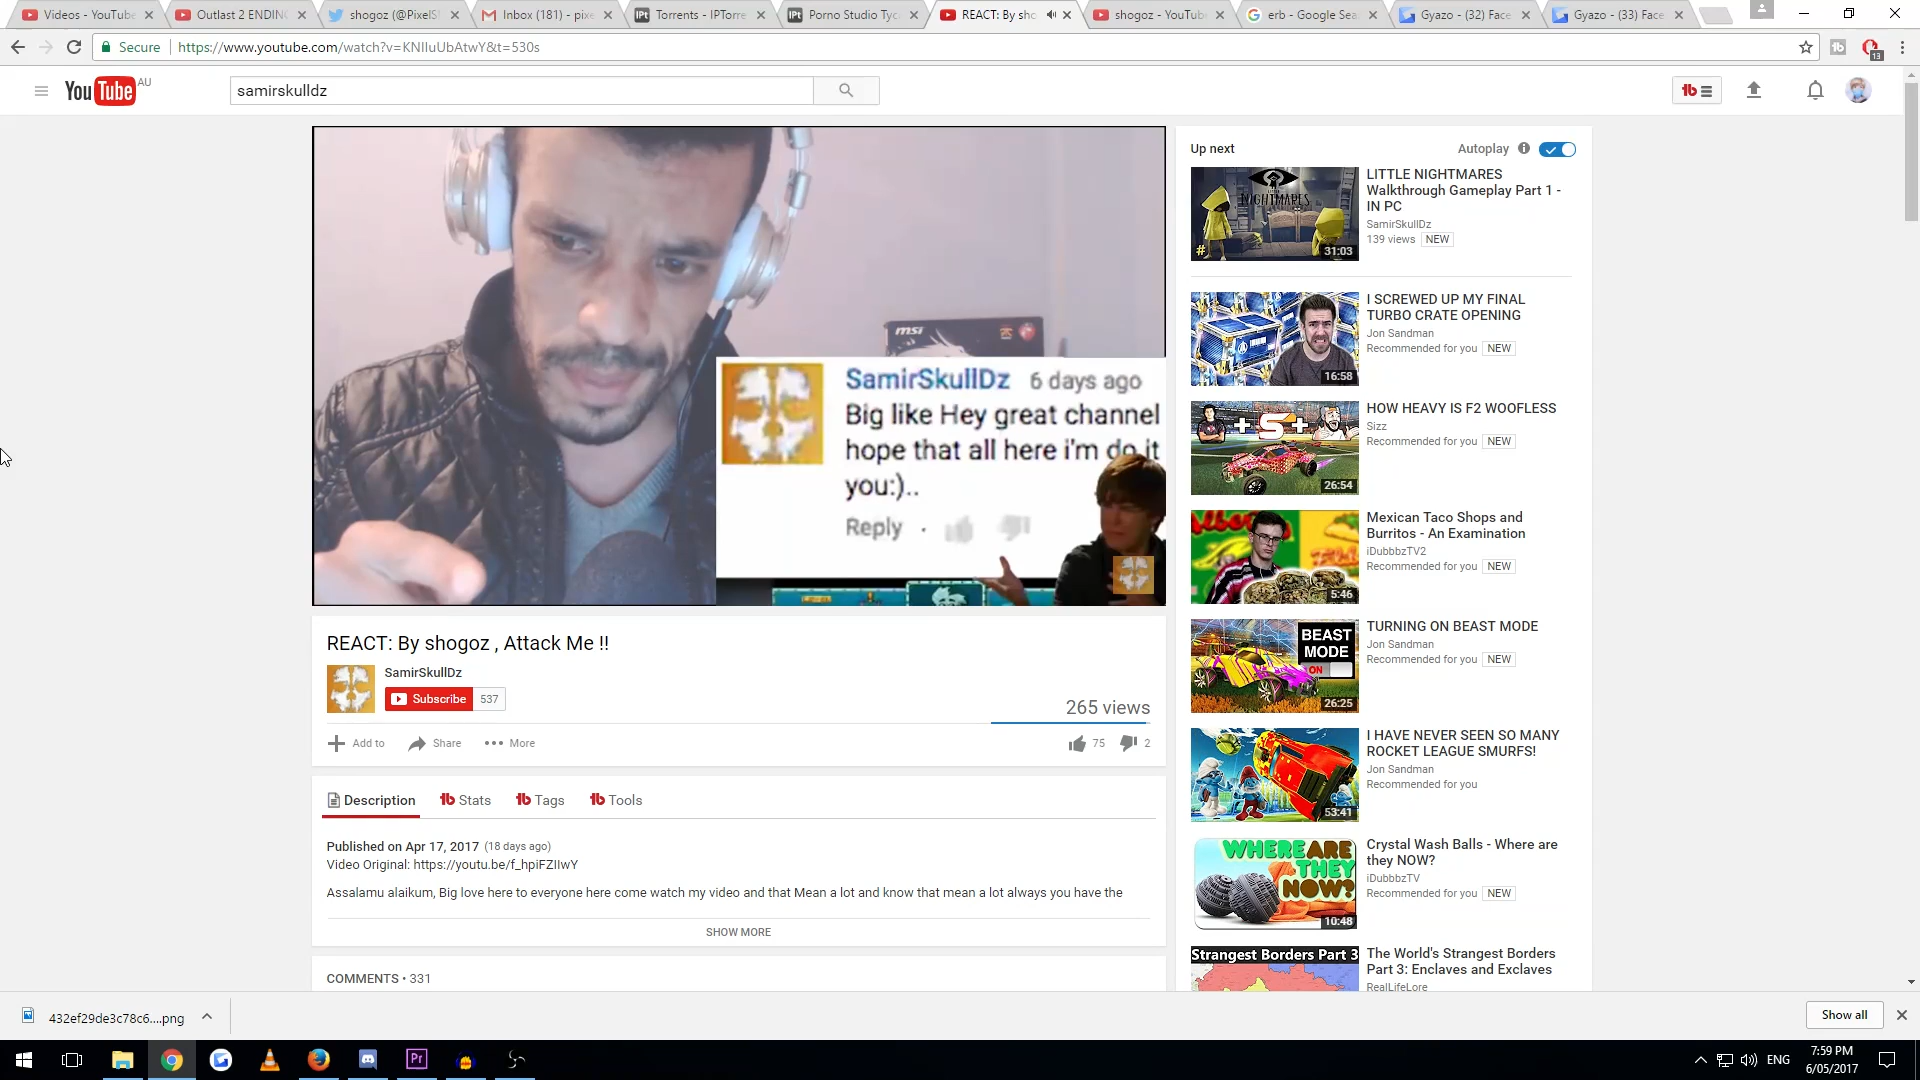 Videos - YouTube
Outlast 2 ENDING
shogoz (@PixelS
Inbox (181) - pixe
Torrents - IPTorre
Porno Studio Tyc
REACT: By sho
shogoz - YouTube
erb - Google Sea
Gyazo - (32) Face
Gyazo - (33) Face
Secure
https://www.youtube.com/watch?v=KNIIuUbAtwY&t=530s
13
YouTube AU
samirskulldz
msi
SamirSkullDz 6 days ago
Big like Hey great channel
hope that all here i'm do it
you:)..
Reply
REACT: By shogoz , Attack Me !!
SamirSkullDz
Subscribe 537
265 views
Add to
Share
More
75
2
Description
Stats
Tags
Tools
Published on Apr 17, 2017 (18 days ago)
Video Original: https://youtu.be/f_hpiFZIIwY
Assalamu alaikum, Big love here to everyone here come watch my video and that Mean a lot and know that mean a lot always you have the
SHOW MORE
COMMENTS • 331
Up next
Autoplay
NIGHTMARES
31:03
LITTLE NIGHTMARES
Walkthrough Gameplay Part 1 -
IN PC
SamirSkullDz
139 views NEW
16:58
I SCREWED UP MY FINAL
TURBO CRATE OPENING
Jon Sandman
Recommended for you NEW
+ S +
26:54
HOW HEAVY IS F2 WOOFLESS
Sizz
Recommended for you NEW
5:46
Mexican Taco Shops and
Burritos - An Examination
iDubbbzTV2
Recommended for you NEW
BEAST
MODE
ON
26:25
TURNING ON BEAST MODE
Jon Sandman
Recommended for you NEW
53:41
I HAVE NEVER SEEN SO MANY
ROCKET LEAGUE SMURFS!
Jon Sandman
Recommended for you
WHERE ARE
THEY
NOW?
10:48
Crystal Wash Balls - Where are
they NOW?
iDubbbzTV
Recommended for you NEW
Strangest Borders Part 3
The World's Strangest Borders
Part 3: Enclaves and Exclaves
RealLifeLore
432ef29de3c78c6....png
Show all
Pr
ENG
7:59 PM
6/05/2017